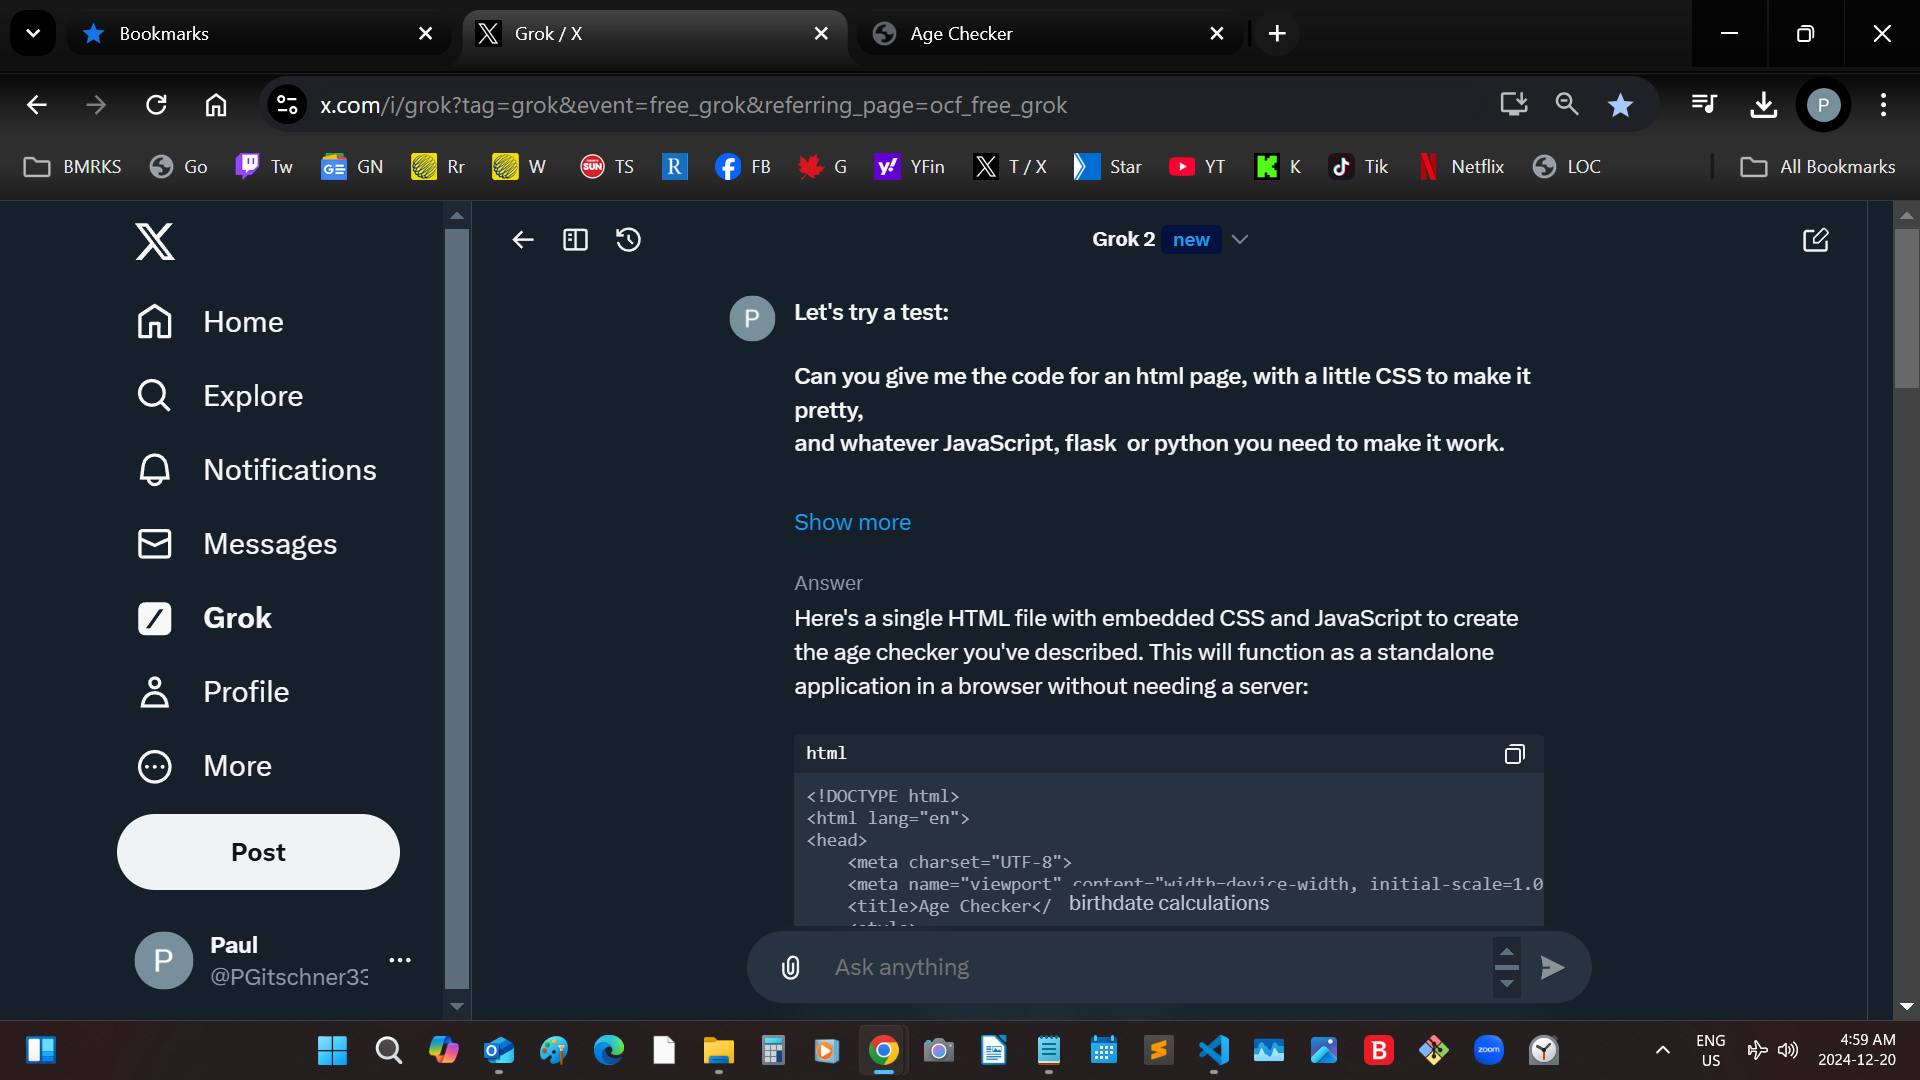 Bookmarks
Grok / X
Age Checker
x.com/i/grok?tag=grok&event=free_grok&referring_page=ocf_free_grok
P
BMRKS
Go
Tw
GE
GN
Rr
W
SUN
TS
R
FB
G
y!
YFin
T / X
Star
YT
K
K
Tik
N
Netflix
LOC
All Bookmarks
Home
Explore
Notifications
Messages
Grok
Profile
More
Post
P
Paul
@PGitschner33
Grok 2 new
P
Let's try a test:
Can you give me the code for an html page, with a little CSS to make it
pretty,
and whatever JavaScript, flask  or python you need to make it work.
Show more
Answer
Here's a single HTML file with embedded CSS and JavaScript to create
the age checker you've described. This will function as a standalone
application in a browser without needing a server:
html
<!DOCTYPE html>
<html lang="en">
<head>
    <meta charset="UTF-8">
    <meta name="viewport" content="width=device-width, initial-scale=1.0
    <title>Age Checker</
birthdate calculations
<style>
Ask anything
B
zoom
ENG
US
4:59 AM
2024-12-20